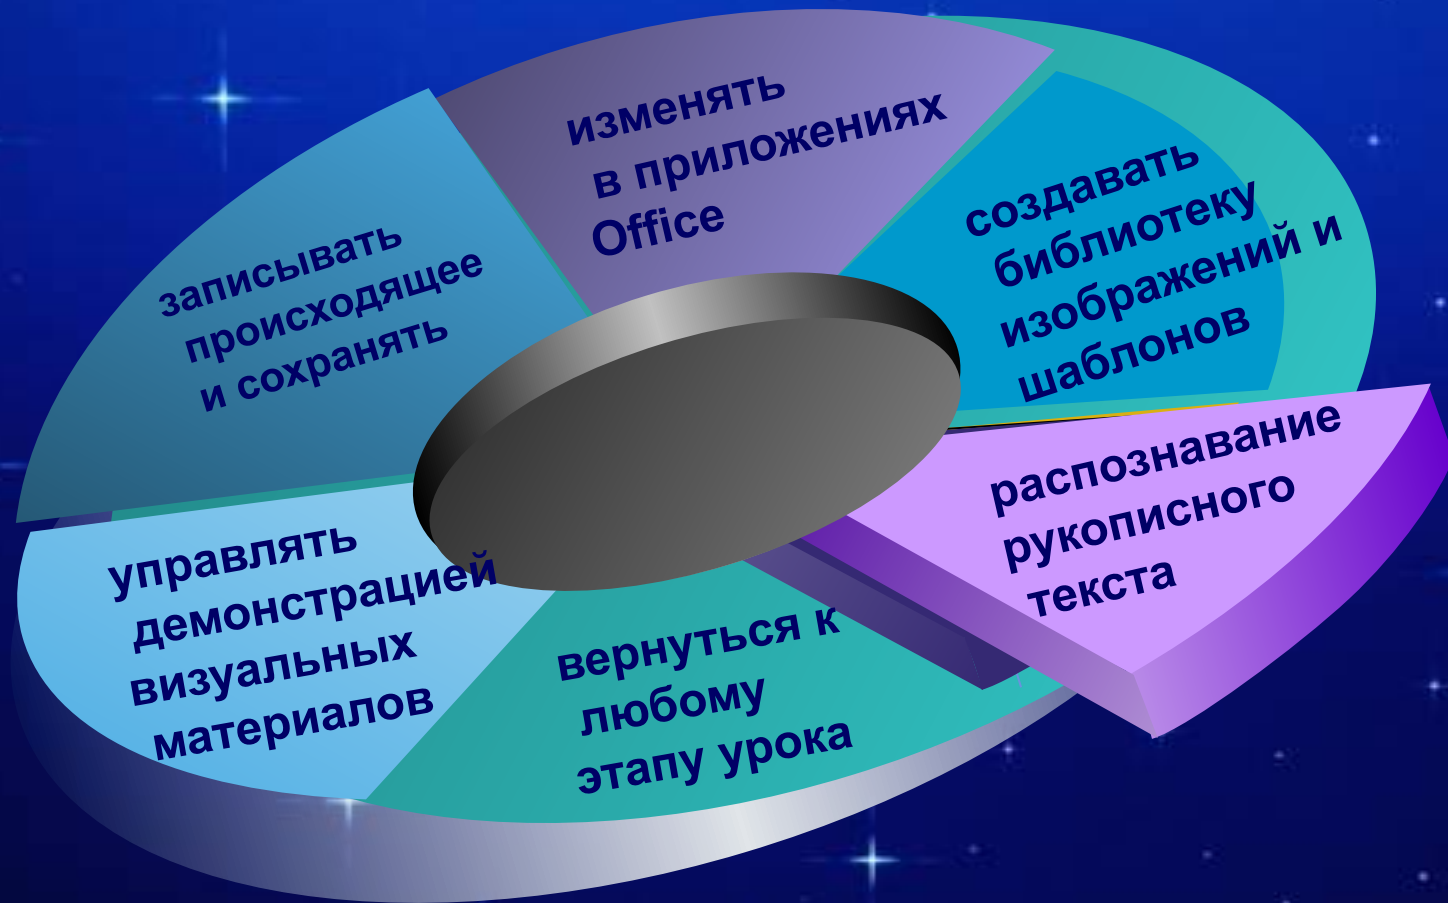 изменять
в приложениях
Office
создавать
библиотеку
изображений и
шаблонов
распознавание
рукописного
текста
вернуться к
любому
этапу урока
управлять
демонстрацией
визуальных
материалов
записывать
происходящее
и сохранять